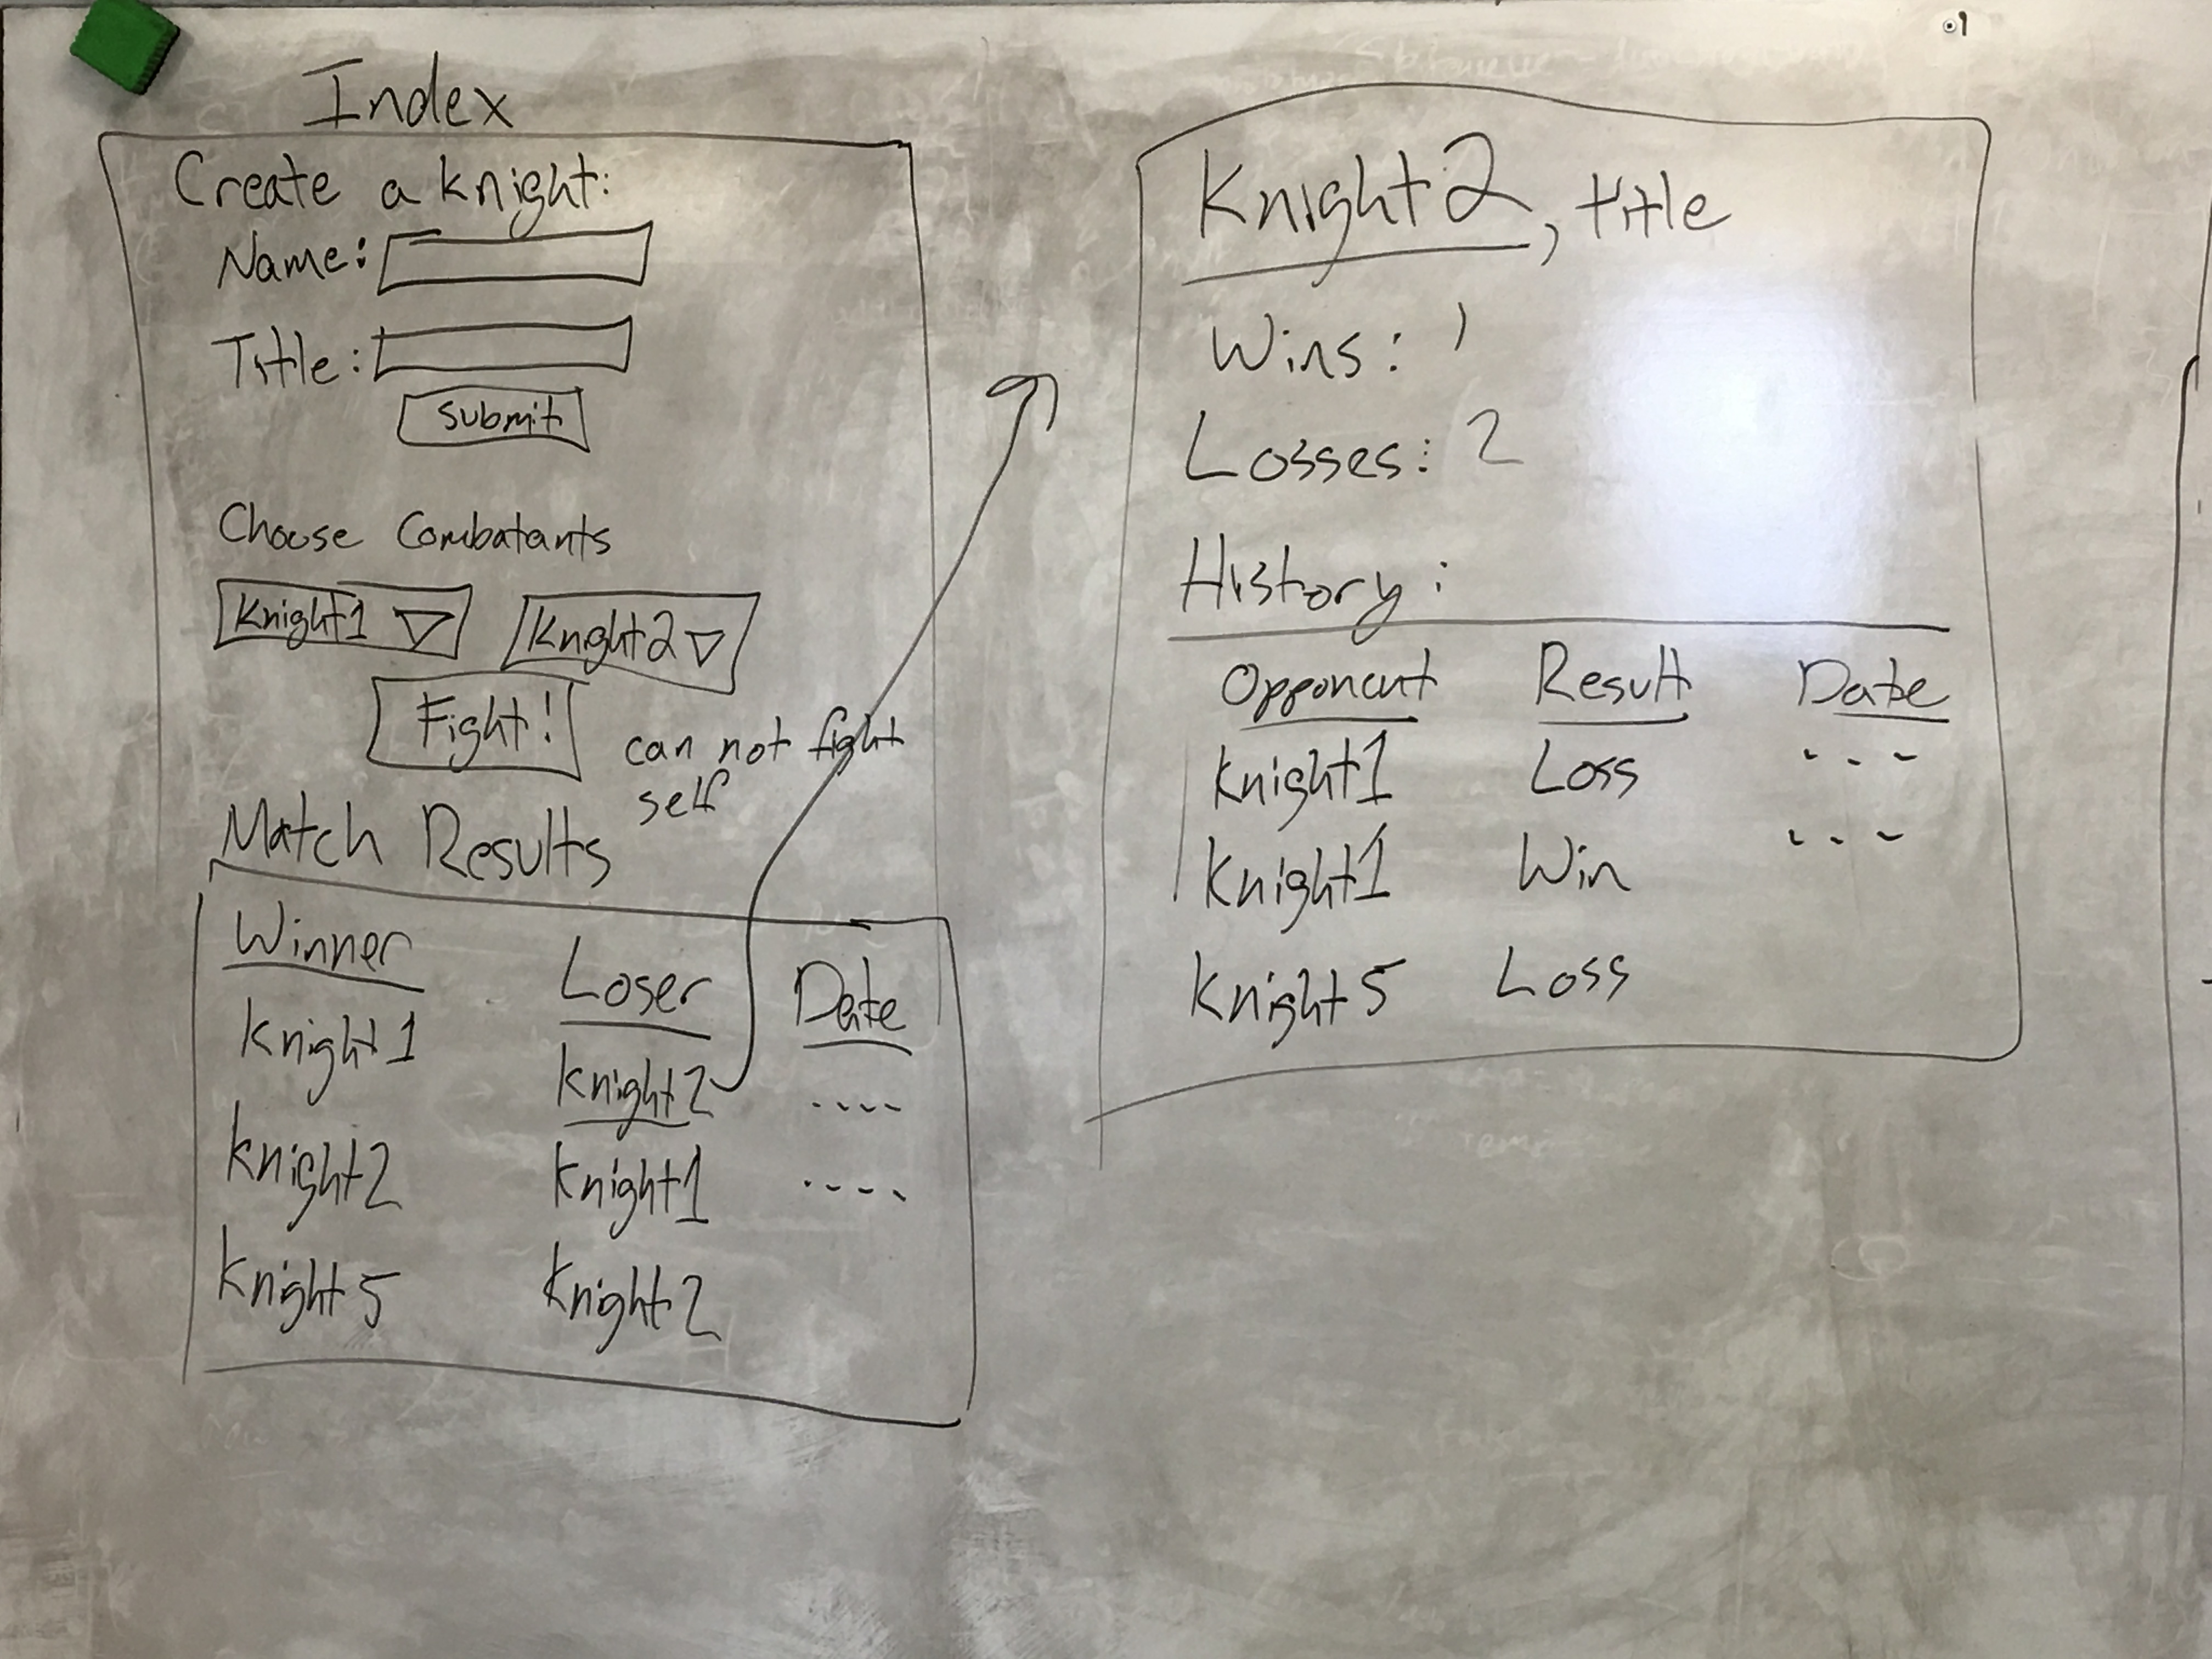 Index
Create a knight:
Name:
Title:
Submit
Choose Combatants
Knight1 Knight2
Fight!
can not fight
self
Match Results
Winner Loser Date
Knight1 Knight2 ....
Knight2 Knight1 ....
Knight5 Knight2
Knight2, title
Wins: 1
Losses: 2
History:
Opponent Result Date
Knight1 Loss ...
Knight1 Win ...
Knight5 Loss